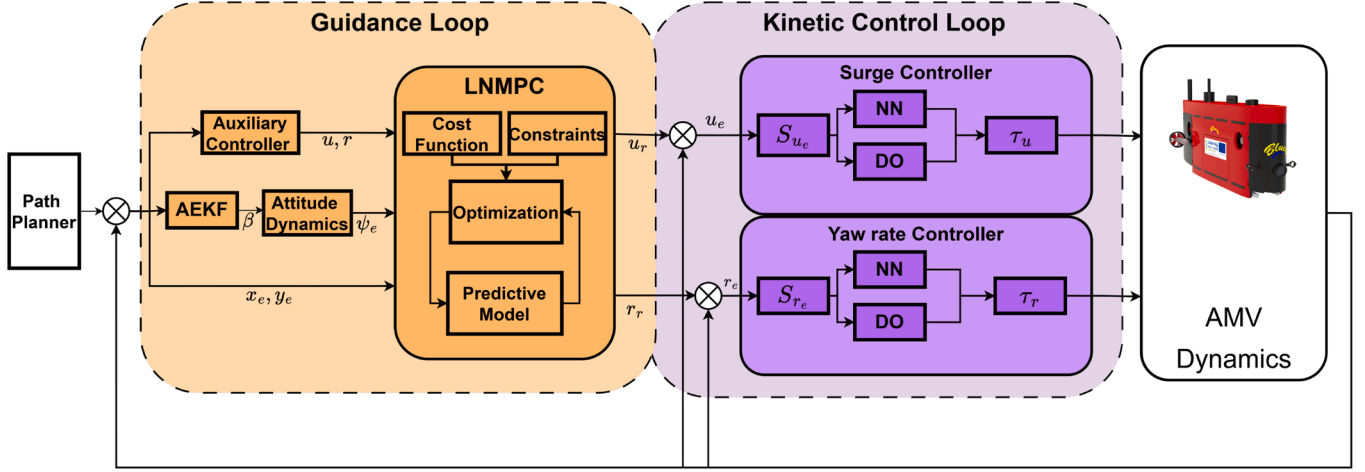 Guidance Loop
Kinetic Control Loop
LNMPC
Surge Controller
Auxiliary
Controller
u, r
Cost
Function
Constraints
u_r
u_e
S_{u_e}
NN
DO
τ_u
Path
Planner
AEKF
β
Attitude
Dynamics
ψ_e
Optimization
x_e, y_e
Predictive
Model
r_r
r_e
Yaw rate Controller
S_{r_e}
NN
DO
τ_r
Blue
AMV
Dynamics